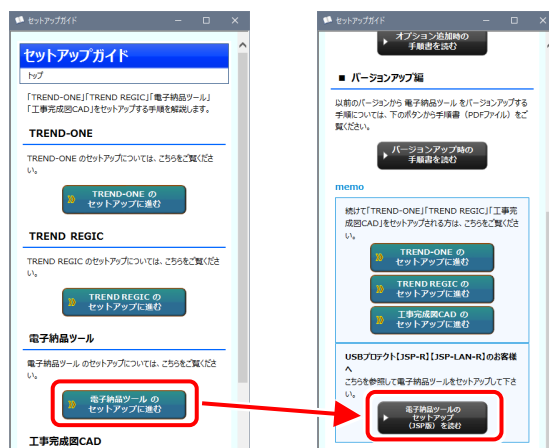 セットアップガイド
セットアップガイド
トップ
「TREND-ONE」「TREND REGIC」「電子納品ツール」
「工事完成図CAD」をセットアップする手順を解説します。
TREND-ONE
TREND-ONE のセットアップについては、こちらをご覧くださ
い。
TREND-ONE の
セットアップに進む
TREND REGIC
TREND REGIC のセットアップについては、こちらをご覧くださ
い。
TREND REGIC の
セットアップに進む
電子納品ツール
電子納品ツール のセットアップについては、こちらをご覧くださ
い。
電子納品ツール の
セットアップに進む
工事完成図CAD
セットアップガイド
オプション追加時の
手順書を読む
■ バージョンアップ編
以前のバージョンから 電子納品ツール をバージョンアップする
手順については、下のボタンから手順書（PDFファイル）をご
覧ください。
バージョンアップ時の
手順書を読む
memo
続けて「TREND-ONE」「TREND REGIC」「工事完
成図CAD」をセットアップされる方は、こちらをご覧くださ
い。
TREND-ONE の
セットアップに進む
TREND REGIC の
セットアップに進む
工事完成図CAD の
セットアップに進む
USBプロテクト【JSP-R】【JSP-LAN-R】のお客様
へ
こちらを参照して電子納品ツールをセットアップして下さ
い。
電子納品ツールの
セットアップ
（JSP版）を読む